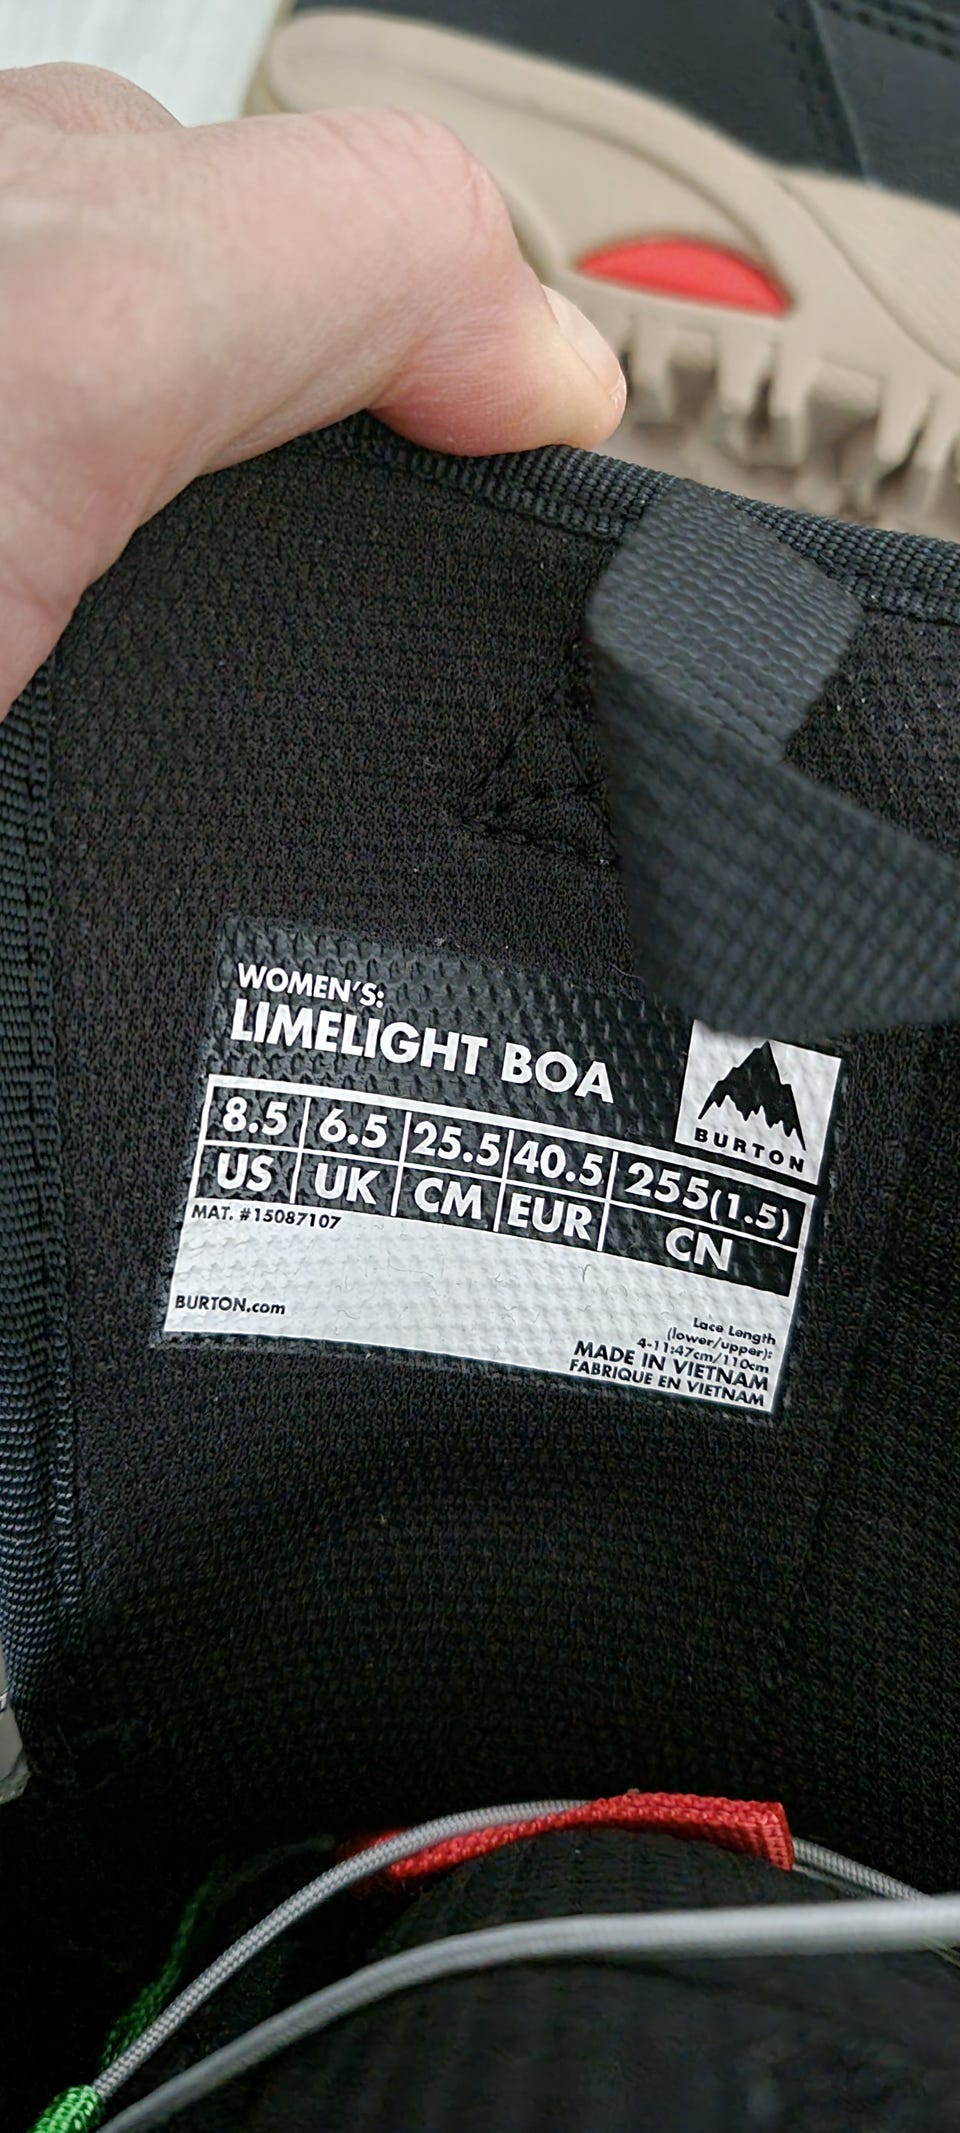 WOMEN'S:
LIMELIGHT BOA
BURTON
8.5 6.5 25.5 40.5 255(1.5)
US UK CM EUR CN
MAT. #15087107
BURTON.com
Lace Length
(lower/upper):
4-11:47cm/110cm
MADE IN VIETNAM
FABRIQUE EN VIETNAM